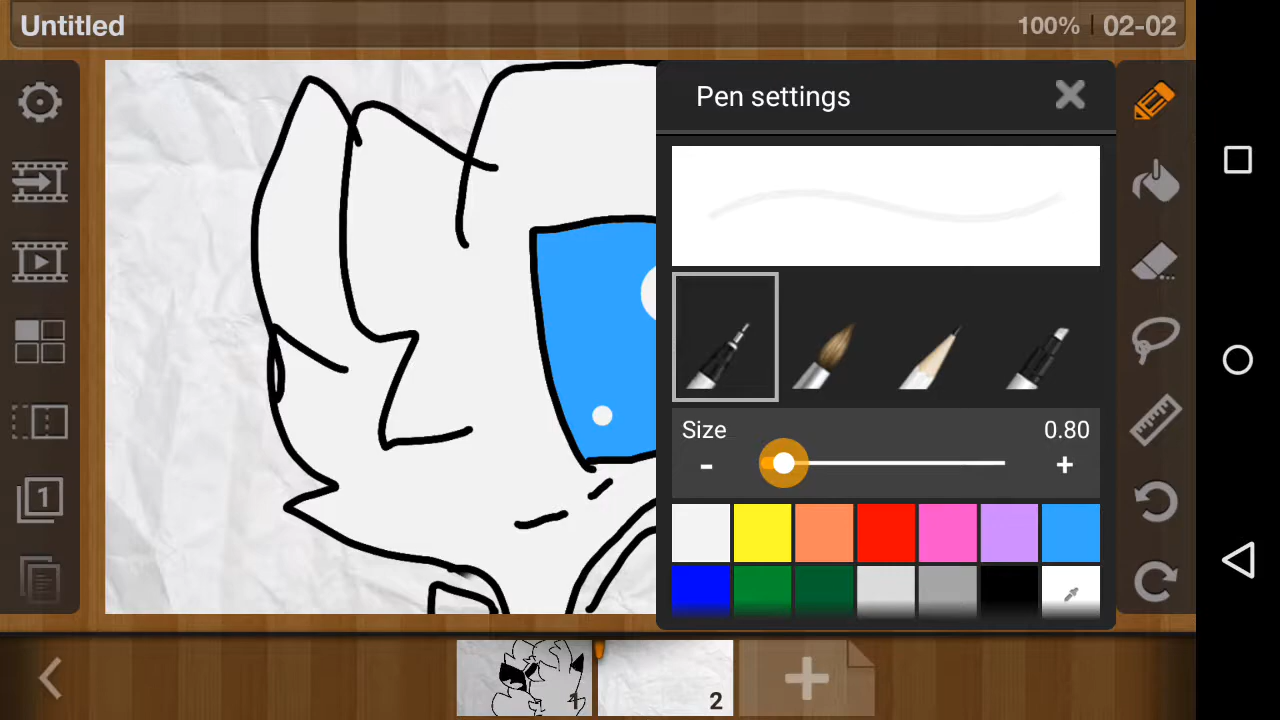 Untitled
100% | 02-02
Pen settings
Size
0.80
- +
1
1
2
+